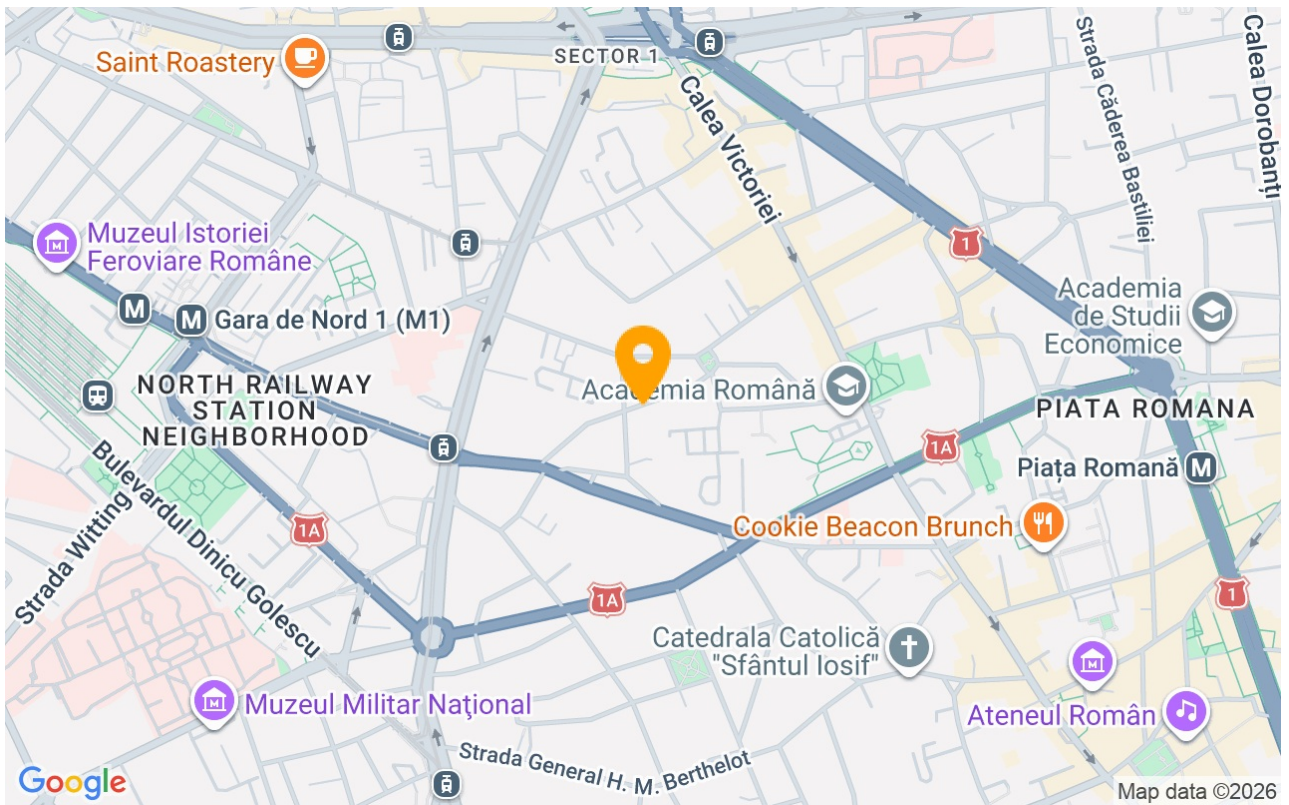 Saint Roastery
SECTOR 1
Calea Victoriei
Strada Căderea Bastiliei
Calea Dorobanți
Muzeul Istoriei
Feroviare Române
M
M
Gara de Nord 1 (M1)
1
Academia
de Studii
Economice
NORTH RAILWAY
STATION
NEIGHBORHOOD
Academia Română
PIATA ROMANA
1A
Piața Romană
M
Bulevardul Dinicu Golescu
Strada Witting
1A
Cookie Beacon Brunch
1A
1
Catedrala Catolică
"Sfântul Iosif"
Muzeul Militar Naţional
Ateneul Român
Strada General H. M. Berthelot
Google
Map data ©2026